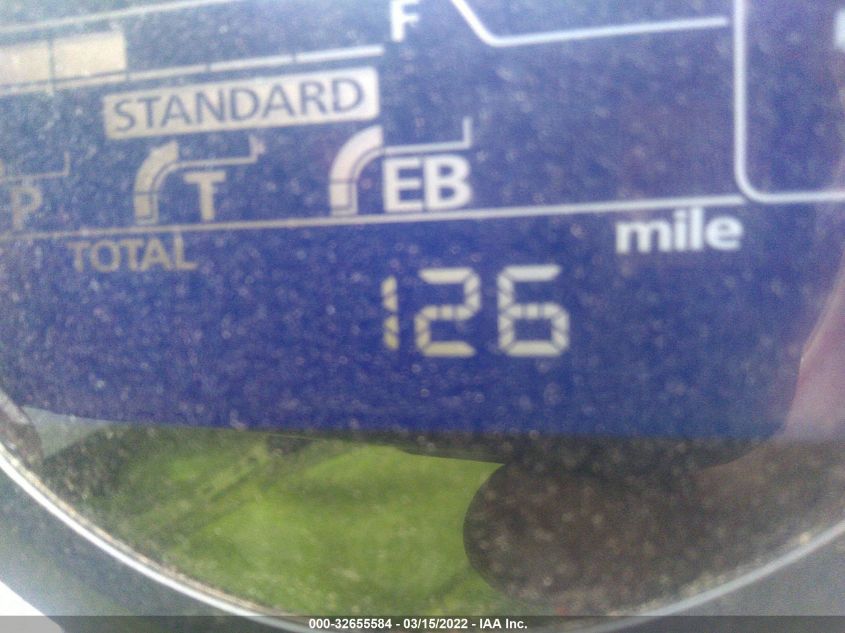 F
STANDARD
P T EB
mile
TOTAL
126
000-32655584 - 03/15/2022 - IAA Inc.